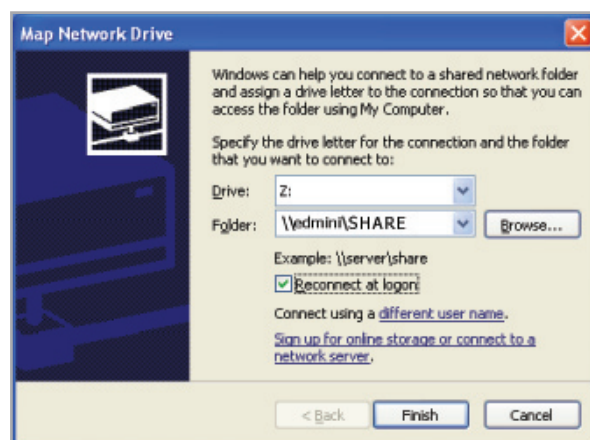 Map Network Drive
Windows can help you connect to a shared network folder
and assign a drive letter to the connection so that you can
access the folder using My Computer.
Specify the drive letter for the connection and the folder
that you want to connect to:
Drive: Z:
Folder: \\edmini\SHARE Browse...
Example: \\server\share
Reconnect at logon
Connect using a different user name.
Sign up for online storage or connect to a
network server.
< Back Finish Cancel